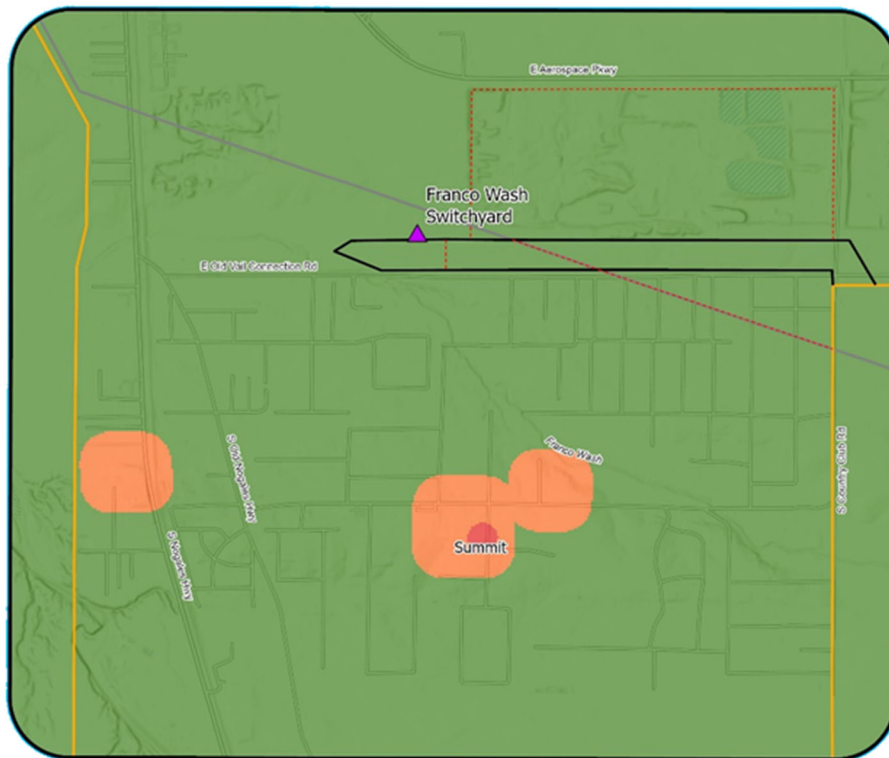 E Aerospace Pkwy
Franco Wash
Switchyard
E Old Vail Connection Rd
S Old Nogales Hwy
Franco Wash
S Country Club Rd
Summit
S Nogales Hwy